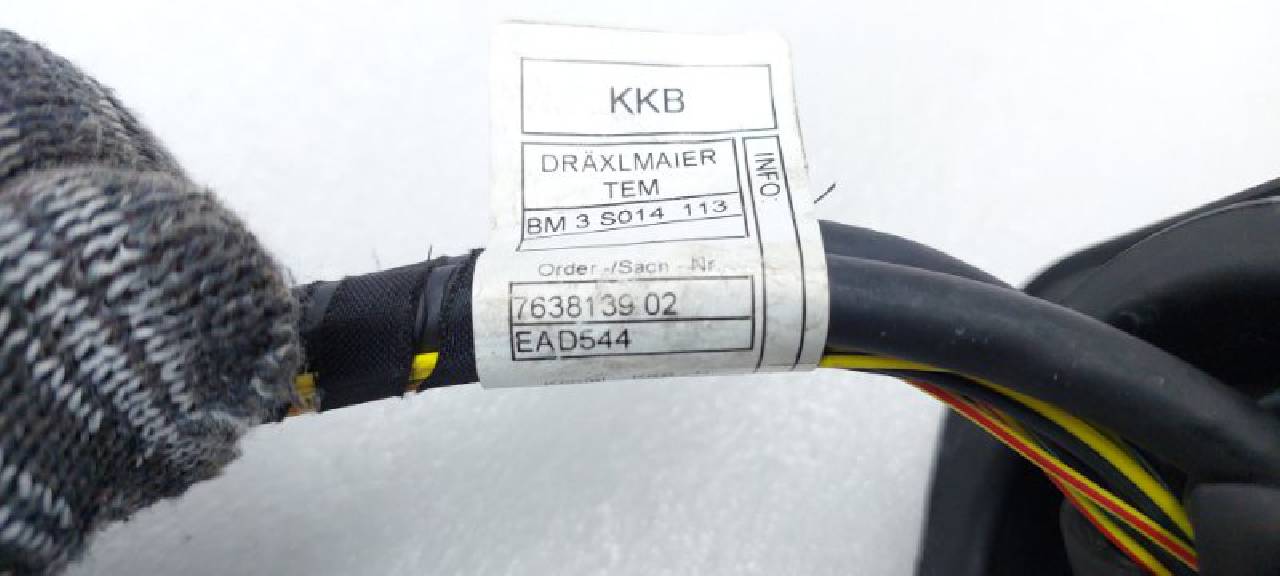 KKB
DRÄXLMAIER
TEM
BM 3 S014 113
INFO
Order -/Sach - Nr.
7638139 02
EAD544